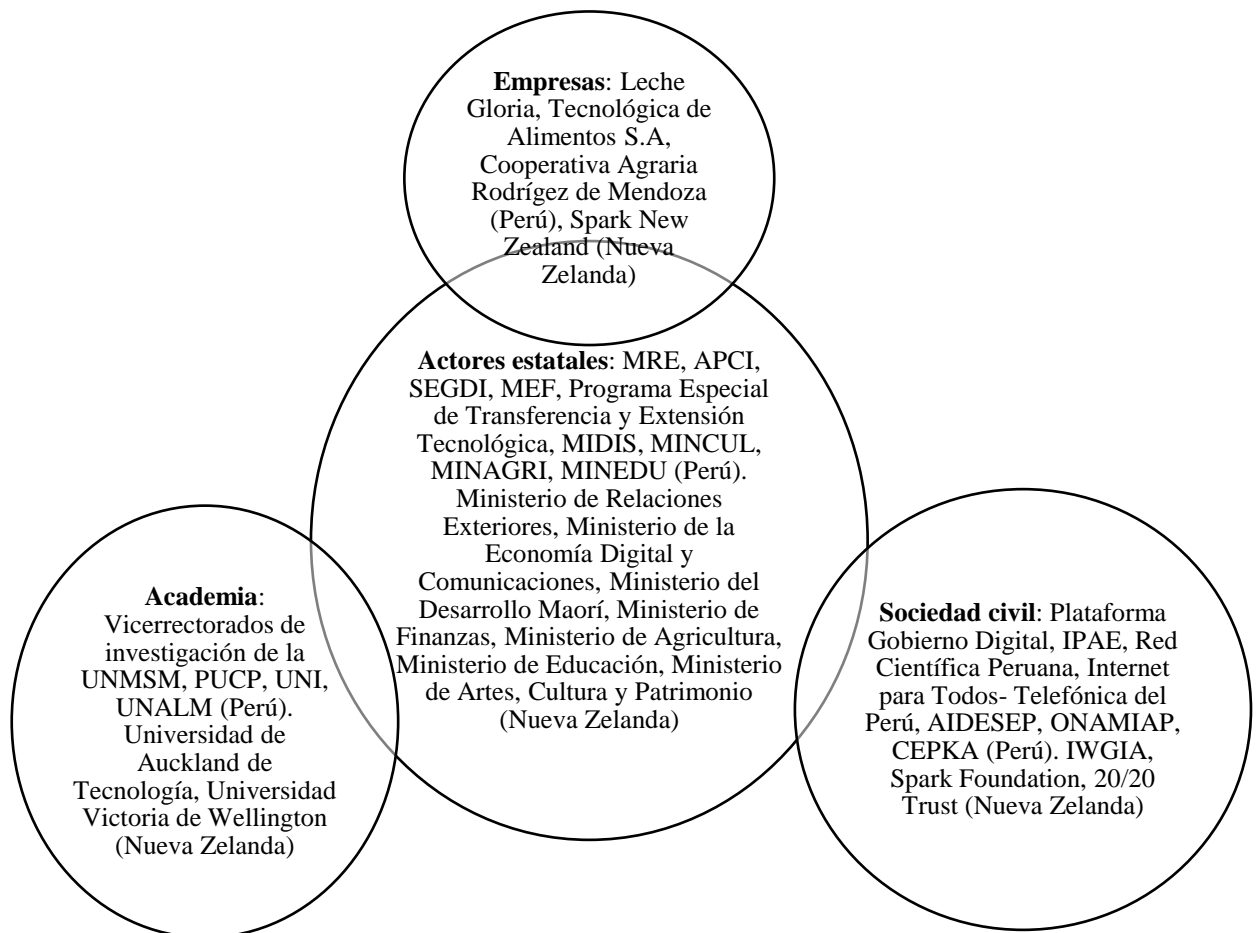 Empresas: Leche
Gloria, Tecnológica de
Alimentos S.A,
Cooperativa Agraria
Rodrígez de Mendoza
(Perú), Spark New
Zealand (Nueva
Zelanda)
Actores estatales: MRE, APCI,
SEGDI, MEF, Programa Especial
de Transferencia y Extensión
Tecnológica, MIDIS, MINCUL,
MINAGRI, MINEDU (Perú).
Ministerio de Relaciones
Exteriores, Ministerio de la
Economía Digital y
Comunicaciones, Ministerio del
Desarrollo Maorí, Ministerio de
Finanzas, Ministerio de Agricultura,
Ministerio de Educación, Ministerio
de Artes, Cultura y Patrimonio
(Nueva Zelanda)
Academia:
Vicerrectorados de
investigación de la
UNMSM, PUCP, UNI,
UNALM (Perú).
Universidad de
Auckland de
Tecnología, Universidad
Victoria de Wellington
(Nueva Zelanda)
Sociedad civil: Plataforma
Gobierno Digital, IPAE, Red
Científica Peruana, Internet
para Todos- Telefónica del
Perú, AIDESEP, ONAMIAP,
CEPKA (Perú). IWGIA,
Spark Foundation, 20/20
Trust (Nueva Zelanda)